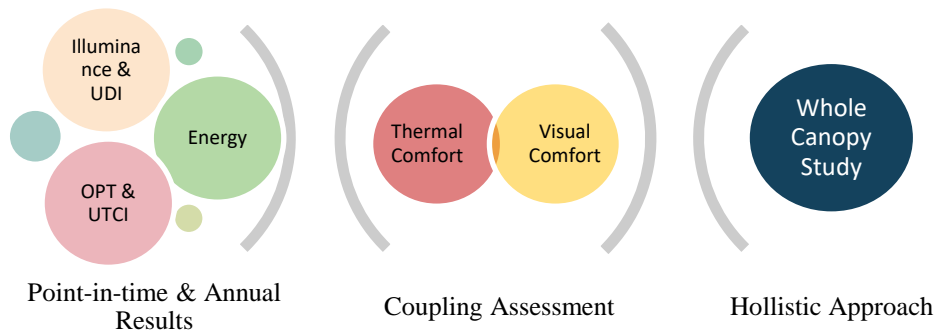 Illumina
nce &
UDI
Energy
OPT &
UTCI
Point-in-time & Annual
Results
Thermal
Comfort
Visual
Comfort
Coupling Assessment
Whole
Canopy
Study
Hollistic Approach